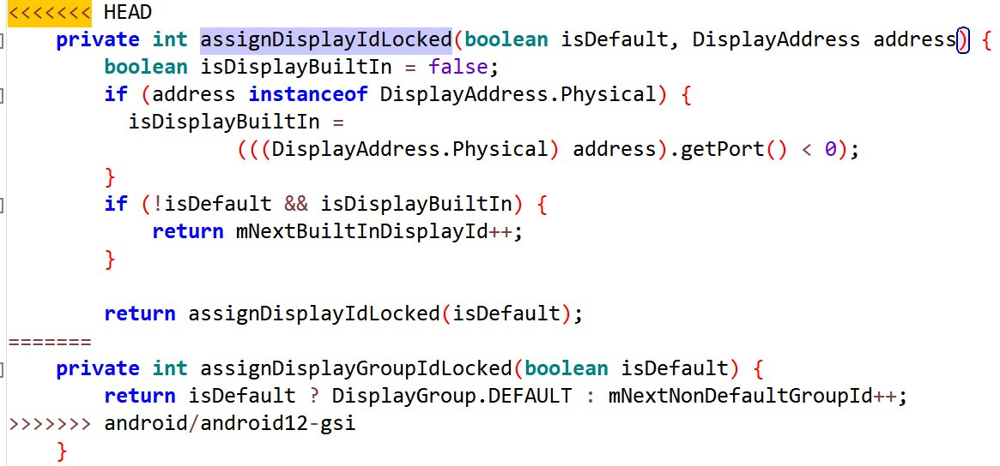 <<<<<<< HEAD
    private int assignDisplayIdLocked(boolean isDefault, DisplayAddress address) {
        boolean isDisplayBuiltIn = false;
        if (address instanceof DisplayAddress.Physical) {
          isDisplayBuiltIn =
                   (((DisplayAddress.Physical) address).getPort() < 0);
        }
        if (!isDefault && isDisplayBuiltIn) {
            return mNextBuiltInDisplayId++;
        }

        return assignDisplayIdLocked(isDefault);
=======
    private int assignDisplayGroupIdLocked(boolean isDefault) {
        return isDefault ? DisplayGroup.DEFAULT : mNextNonDefaultGroupId++;
>>>>>>> android/android12-gsi
    }